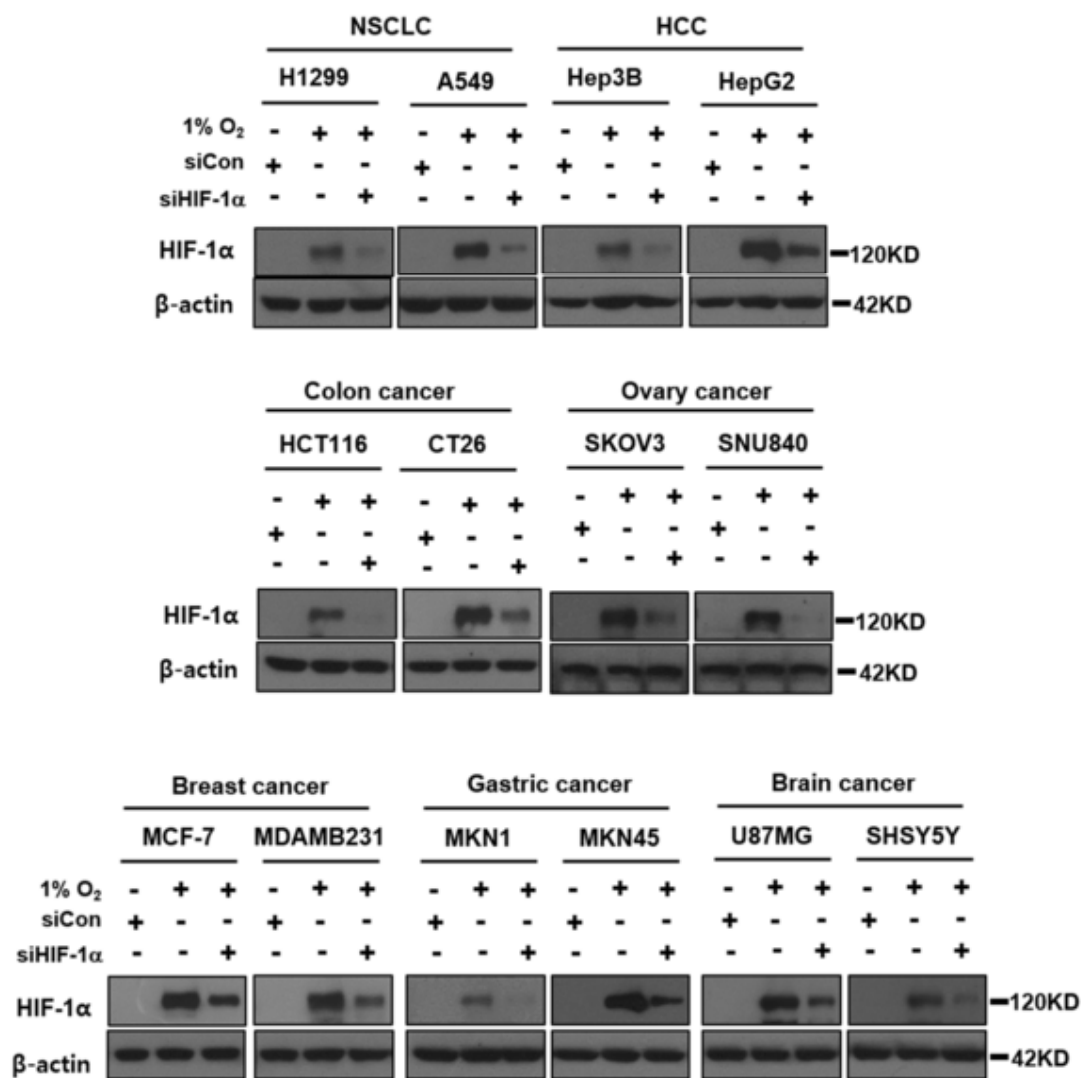 NSCLC HCC
H1299 A549 Hep3B HepG2
1% O₂ - + + - + + - + + - + +
siCon + - - + - - + - - + - -
siHIF-1α - - + - - + - - + - - +
HIF-1α 120KD
β-actin 42KD
Colon cancer Ovary cancer
HCT116 CT26 SKOV3 SNU840
- + + - + + - + + - + +
+ - - + - - + - - + - -
- - + - - + - - + - - +
HIF-1α 120KD
β-actin 42KD
Breast cancer Gastric cancer Brain cancer
MCF-7 MDAMB231 MKN1 MKN45 U87MG SHSY5Y
1% O₂ - + + - + + - + + - + + - + + - + +
siCon + - - + - - + - - + - - + - - + - -
siHIF-1α - - + - - + - - + - - + - - + - - +
HIF-1α 120KD
β-actin 42KD